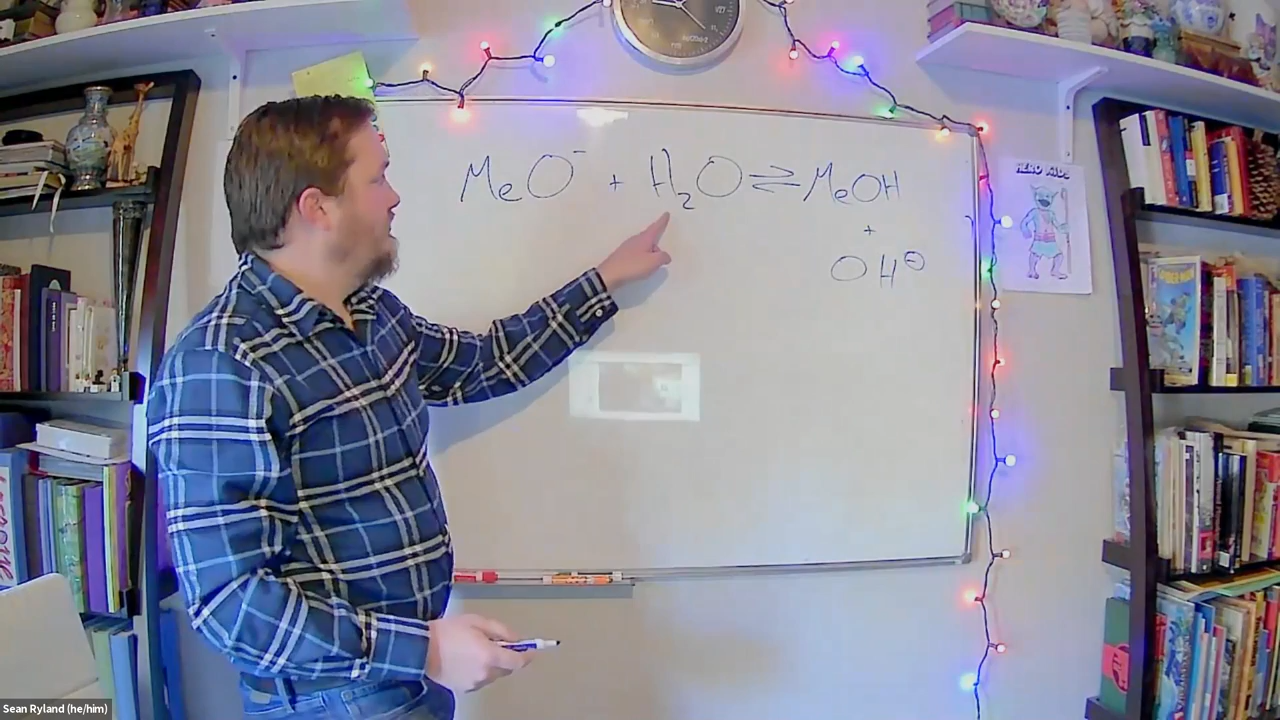 MeO⁻ + H₂O ⇌ MeOH
+
OH⊖
HERO KIDS
Sean Ryland (he/him)